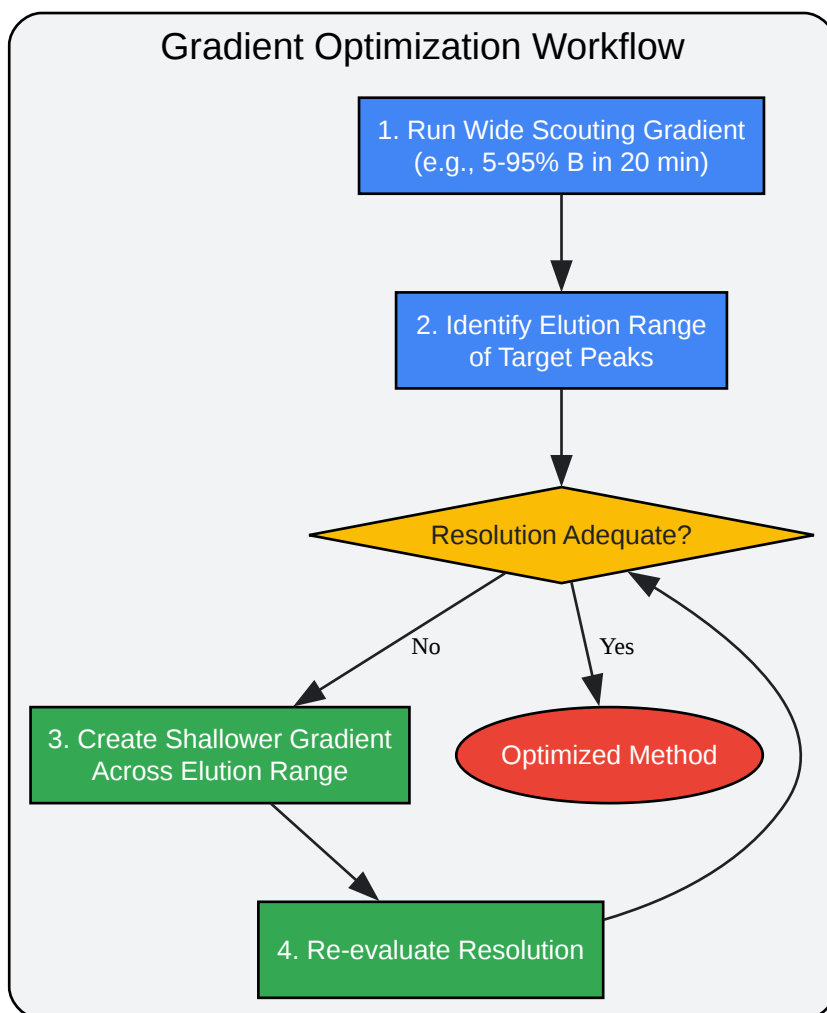 Gradient Optimization Workflow
1. Run Wide Scouting Gradient
(e.g., 5-95% B in 20 min)
2. Identify Elution Range
of Target Peaks
Resolution Adequate?
No
Yes
3. Create Shallower Gradient
Across Elution Range
Optimized Method
4. Re-evaluate Resolution